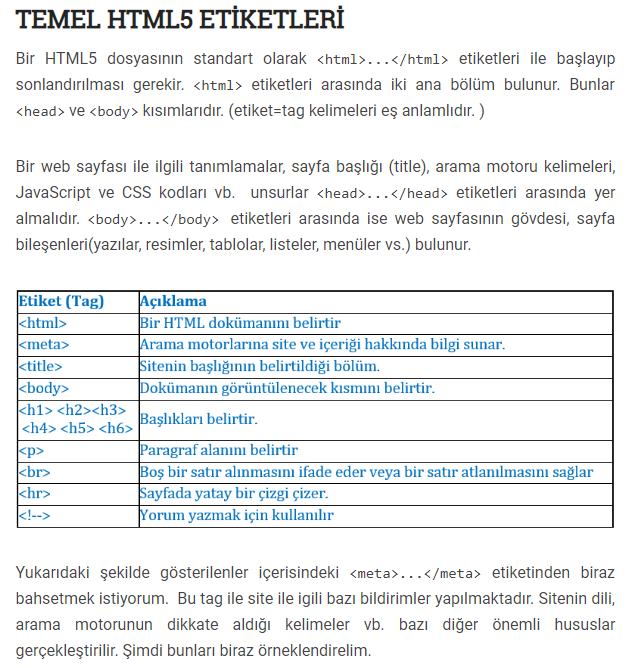 TEMEL HTML5 ETİKETLERİ
Bir HTML5 dosyasının standart olarak <html>...</html> etiketleri ile başlayıp
sonlandırılması gerekir. <html> etiketleri arasında iki ana bölüm bulunur. Bunlar
<head> ve <body> kısımlarıdır. (etiket=tag kelimeleri eş anlamlıdır. )
Bir web sayfası ile ilgili tanımlamalar, sayfa başlığı (title), arama motoru kelimeleri,
JavaScript ve CSS kodları vb. unsurlar <head>...</head> etiketleri arasında yer
almalıdır. <body>...</body> etiketleri arasında ise web sayfasının gövdesi, sayfa
bileşenleri(yazılar, resimler, tablolar, listeler, menüler vs.) bulunur.
Etiket (Tag) Açıklama
<html> Bir HTML dokümanını belirtir
<meta> Arama motorlarına site ve içeriği hakkında bilgi sunar.
<title> Sitenin başlığının belirtildiği bölüm.
<body> Dokümanın görüntülenecek kısmını belirtir.
<h1> <h2><h3>
<h4> <h5> <h6> Başlıkları belirtir.
<p> Paragraf alanını belirtir
<br> Boş bir satır alınmasını ifade eder veya bir satır atlanılmasını sağlar
<hr> Sayfada yatay bir çizgi çizer.
<!--> Yorum yazmak için kullanılır
Yukarıdaki şekilde gösterilenler içerisindeki <meta>...</meta> etiketinden biraz
bahsetmek istiyorum. Bu tag ile site ile igili bazı bildirimler yapılmaktadır. Sitenin dili,
arama motorunun dikkate aldığı kelimeler vb. bazı diğer önemli hususlar
gerçekleştirilir. Şimdi bunları biraz örneklendirelim.